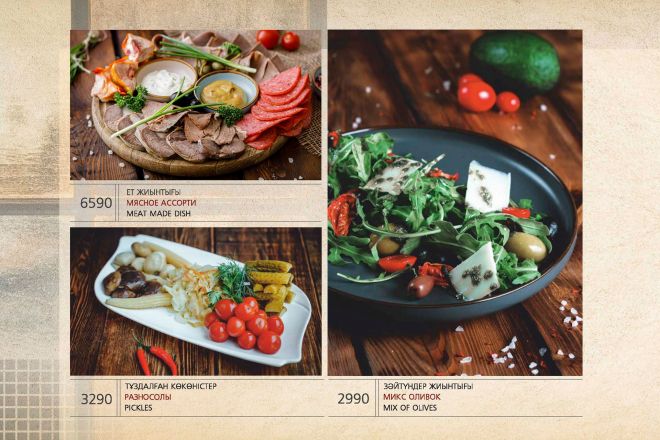 6590
ЕТ ЖИЫНТЫҒЫ
МЯСНОЕ АССОРТИ
MEAT MADE DISH
3290
ТҰЗДАЛҒАН КӨКӨНІСТЕР
РАЗНОСОЛЫ
PICKLES
2990
ЗӘЙТҮНДЕР ЖИЫНТЫҒЫ
МИКС ОЛИВОК
MIX OF OLIVES